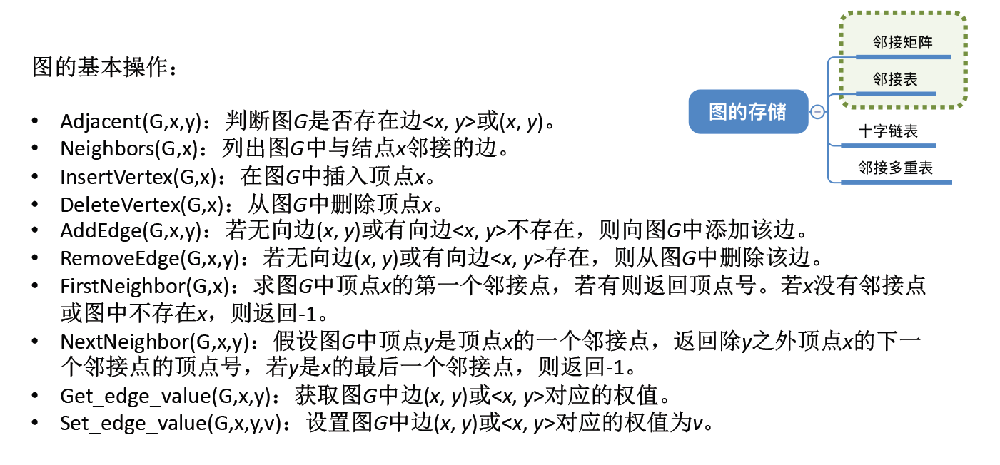 图的基本操作：
• Adjacent(G,x,y)：判断图G是否存在边<x, y>或(x, y)。
• Neighbors(G,x)：列出图G中与结点x邻接的边。
• InsertVertex(G,x)：在图G中插入顶点x。
• DeleteVertex(G,x)：从图G中删除顶点x。
• AddEdge(G,x,y)：若无向边(x, y)或有向边<x, y>不存在，则向图G中添加该边。
• RemoveEdge(G,x,y)：若无向边(x, y)或有向边<x, y>存在，则从图G中删除该边。
• FirstNeighbor(G,x)：求图G中顶点x的第一个邻接点，若有则返回顶点号。若x没有邻接点
或图中不存在x，则返回-1。
• NextNeighbor(G,x,y)：假设图G中顶点y是顶点x的一个邻接点，返回除y之外顶点x的下一
个邻接点的顶点号，若y是x的最后一个邻接点，则返回-1。
• Get_edge_value(G,x,y)：获取图G中边(x, y)或<x, y>对应的权值。
• Set_edge_value(G,x,y,v)：设置图G中边(x, y)或<x, y>对应的权值为v。
图的存储
邻接矩阵
邻接表
十字链表
邻接多重表